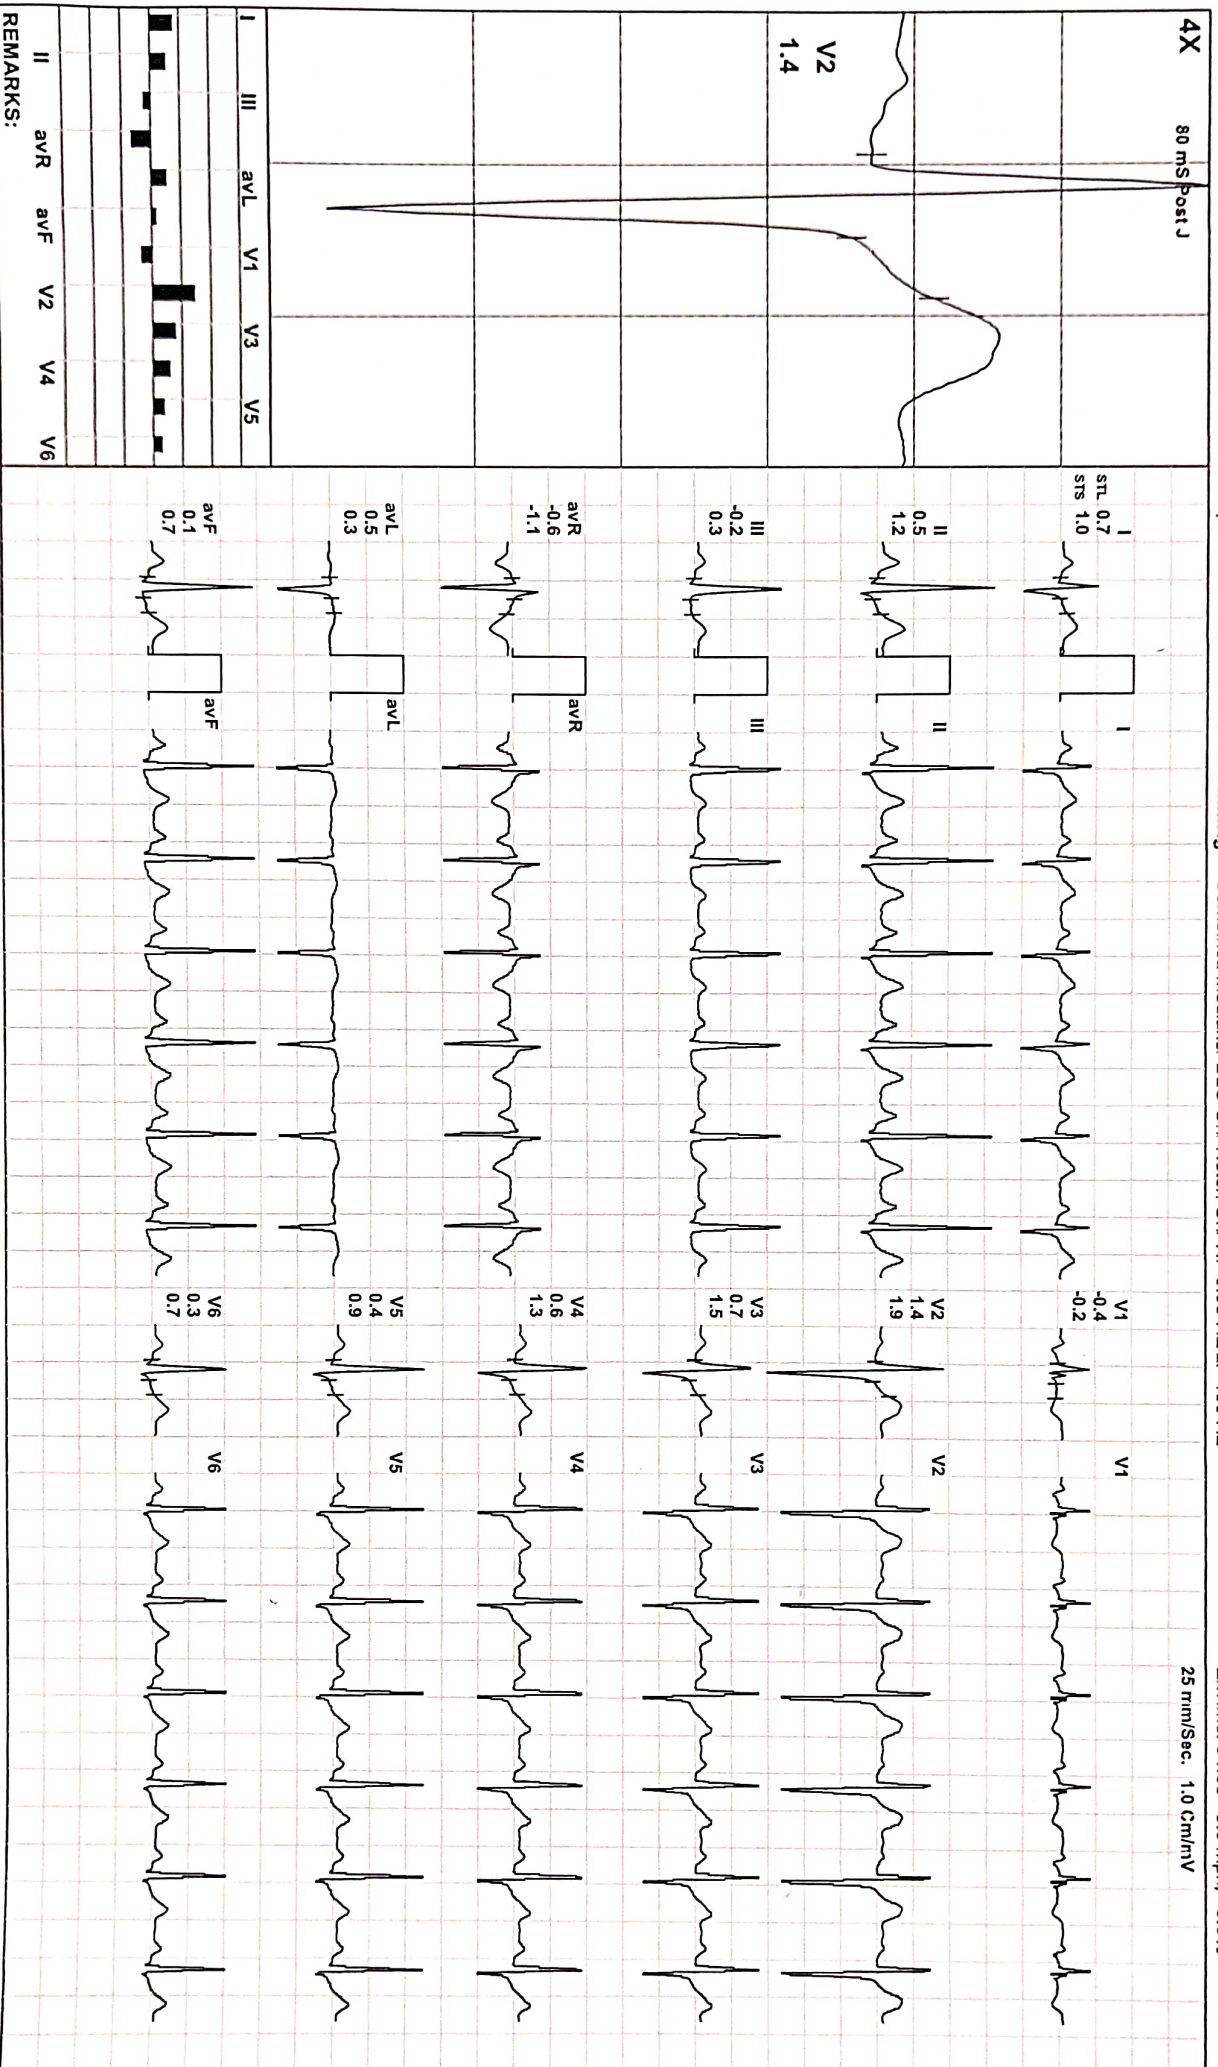 4X
80 mS Post J
V2
1.4
25 mm/Sec. 1.0 Cm/mV
I
STL 0.7
STS 1.0
I
V1
-0.4
-0.2
V1
II
0.5
1.2
II
V2
1.4
1.9
V2
III
-0.2
0.3
III
V3
0.7
1.5
V3
avR
-0.6
-1.1
avR
V4
0.6
1.3
V4
avL
0.5
0.3
avL
V5
0.4
0.9
V5
avF
0.1
0.7
avF
V6
0.3
0.7
V6
I III avL V1 V3 V5
II avR avF V2 V4 V6
REMARKS: